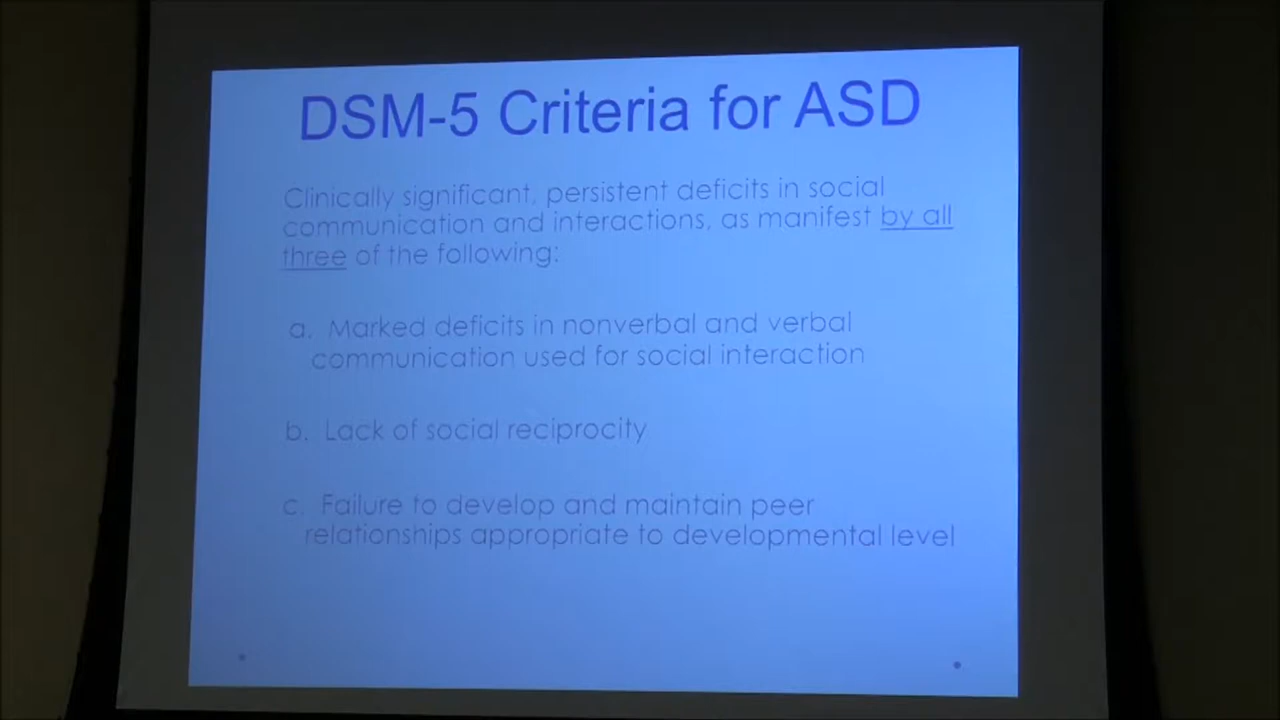 DSM-5 Criteria for ASD
Clinically significant, persistent deficits in social
communication and interactions, as manifest by all
three of the following:
a. Marked deficits in nonverbal and verbal
communication used for social interaction
b. Lack of social reciprocity
c. Failure to develop and maintain peer
relationships appropriate to developmental level